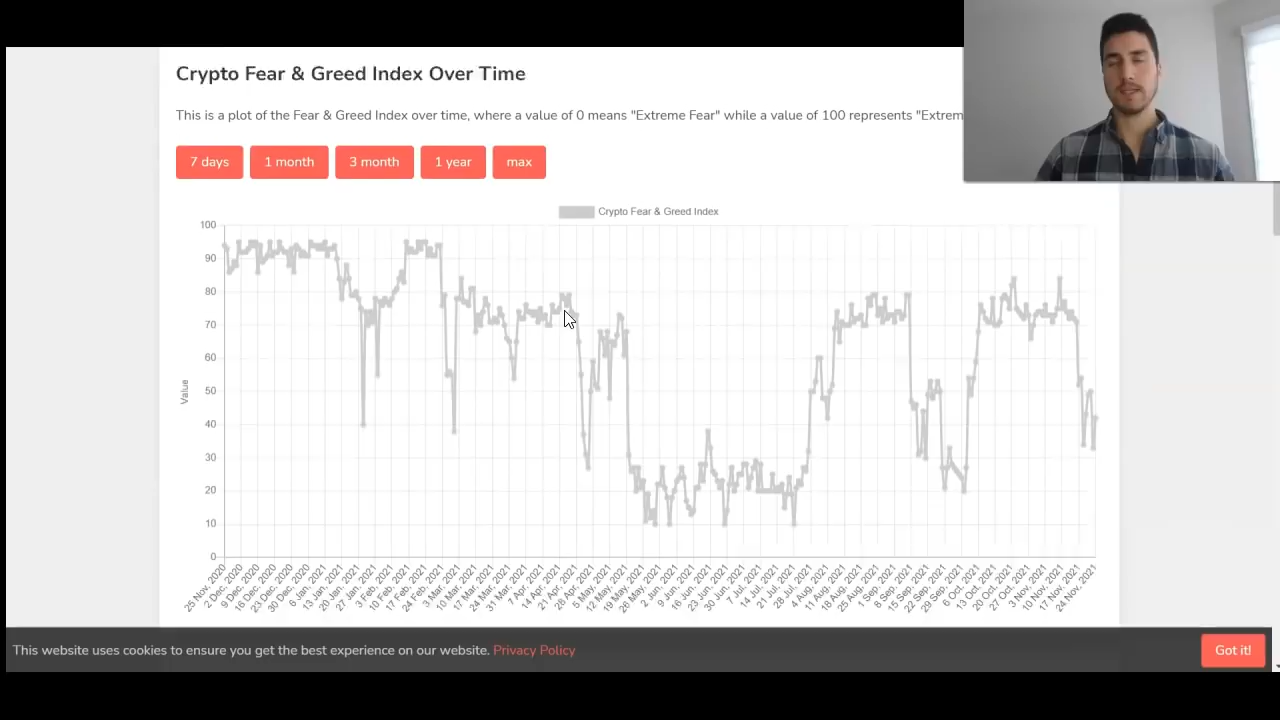 Crypto Fear & Greed Index Over Time
This is a plot of the Fear & Greed Index over time, where a value of 0 means "Extreme Fear" while a value of 100 represents "Extrem
7 days 1 month 3 month 1 year max
Crypto Fear & Greed Index
100
90
80
70
60
50
40
30
20
10
0
Value
25 Nov, 2020
2 Dec, 2020
9 Dec, 2020
16 Dec, 2020
23 Dec, 2020
30 Dec, 2020
6 Jan, 2021
13 Jan, 2021
20 Jan, 2021
27 Jan, 2021
3 Feb, 2021
10 Feb, 2021
17 Feb, 2021
24 Feb, 2021
3 Mar, 2021
10 Mar, 2021
17 Mar, 2021
24 Mar, 2021
31 Mar, 2021
7 Apr, 2021
14 Apr, 2021
21 Apr, 2021
28 Apr, 2021
5 May, 2021
12 May, 2021
19 May, 2021
26 May, 2021
2 Jun, 2021
9 Jun, 2021
16 Jun, 2021
23 Jun, 2021
30 Jun, 2021
7 Jul, 2021
14 Jul, 2021
21 Jul, 2021
28 Jul, 2021
4 Aug, 2021
11 Aug, 2021
18 Aug, 2021
25 Aug, 2021
1 Sep, 2021
8 Sep, 2021
15 Sep, 2021
22 Sep, 2021
29 Sep, 2021
6 Oct, 2021
13 Oct, 2021
20 Oct, 2021
27 Oct, 2021
3 Nov, 2021
10 Nov, 2021
17 Nov, 2021
24 Nov, 2021
This website uses cookies to ensure you get the best experience on our website. Privacy Policy
Got it!